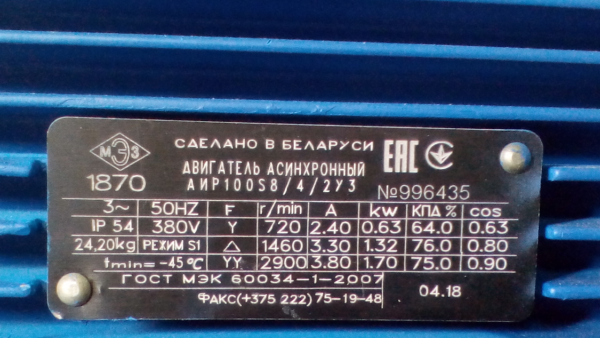 МЭЗ
1870
СДЕЛАНО В БЕЛАРУСИ
ДВИГАТЕЛЬ АСИНХРОННЫЙ
АИР100S8/4/2У3
ЕАС
№996435
3~ 50HZ F r/min A kw КПД cos
IP 54 380V Y 720 2.40 0.63 64.0 0.63
24,20kg РЕЖИМ S1 △ 1460 3.30 1.32 76.0 0.80
tmin= -45°C YY 2900 3.80 1.70 75.0 0.90
ГОСТ МЭК 60034-1-2007
ФАКС(+375 222) 75-19-48
04.18